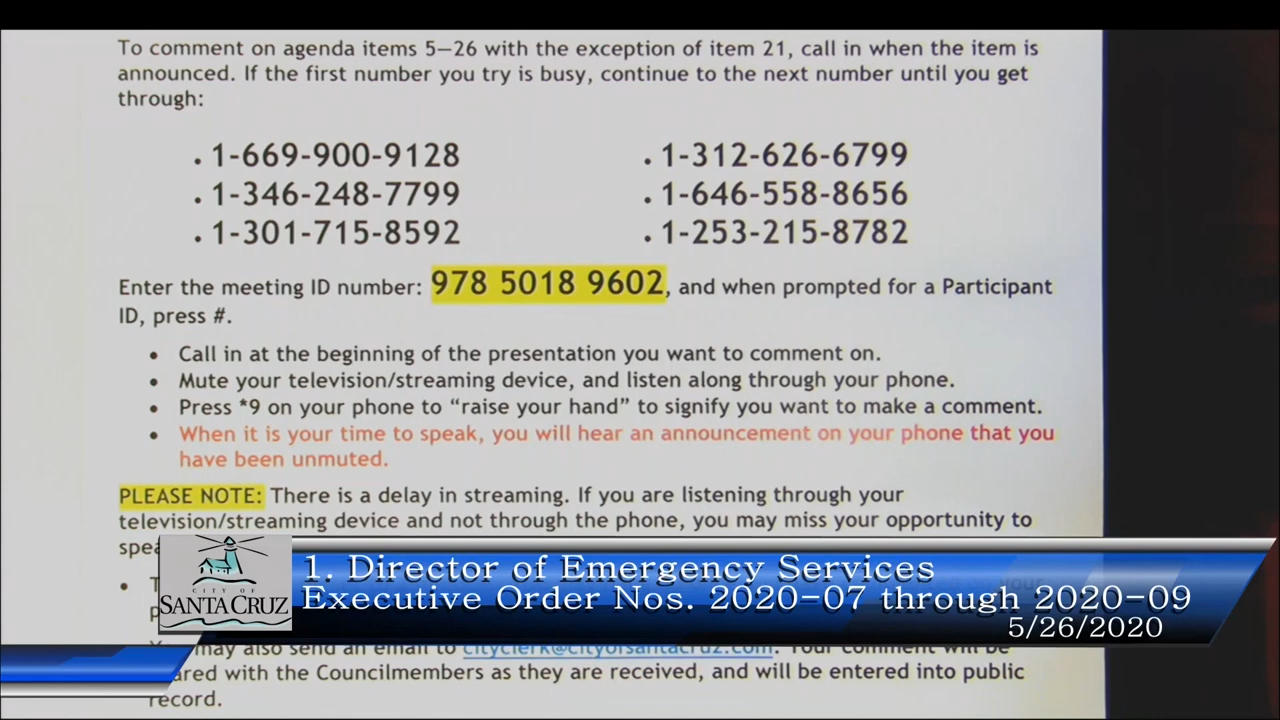 To comment on agenda items 5—26 with the exception of item 21, call in when the item is
announced. If the first number you try is busy, continue to the next number until you get
through:
• 1-669-900-9128
• 1-346-248-7799
• 1-301-715-8592
• 1-312-626-6799
• 1-646-558-8656
• 1-253-215-8782
Enter the meeting ID number: 978 5018 9602, and when prompted for a Participant
ID, press #.
• Call in at the beginning of the presentation you want to comment on.
• Mute your television/streaming device, and listen along through your phone.
• Press *9 on your phone to “raise your hand” to signify you want to make a comment.
• When it is your time to speak, you will hear an announcement on your phone that you
have been unmuted.
PLEASE NOTE: There is a delay in streaming. If you are listening through your
television/streaming device and not through the phone, you may miss your opportunity to
CITY OF
SANTA CRUZ
1. Director of Emergency Services
Executive Order Nos. 2020-07 through 2020-09
5/26/2020
may also send an email to cityclerk@cityofsantacruz.com. Your comment will be
with the Councilmembers as they are received, and will be entered into public
record.